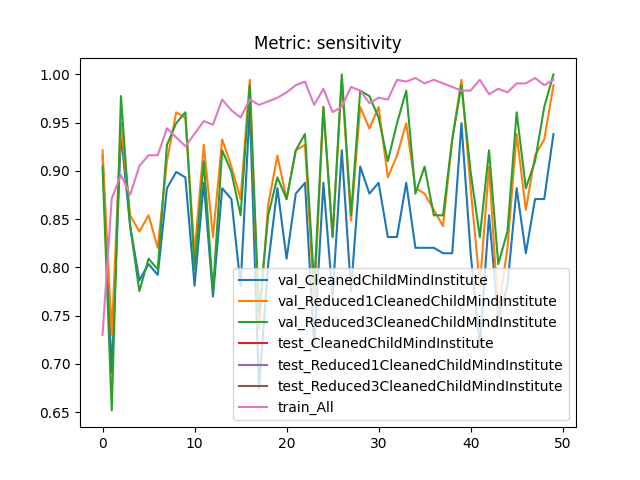 Metric: sensitivity
1.00
0.95
0.90
0.85
0.80
0.75
0.70
0.65
val_CleanedChildMindInstitute
val_Reduced1CleanedChildMindInstitute
val_Reduced3CleanedChildMindInstitute
test_CleanedChildMindInstitute
test_Reduced1CleanedChildMindInstitute
test_Reduced3CleanedChildMindInstitute
train_All
0 10 20 30 40 50